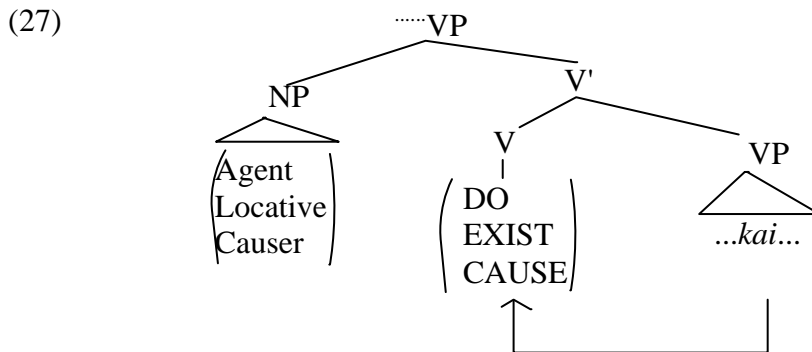 (27)
......VP
NP
V'
V
VP
Agent
Locative
Causer
DO
EXIST
CAUSE
...kai...